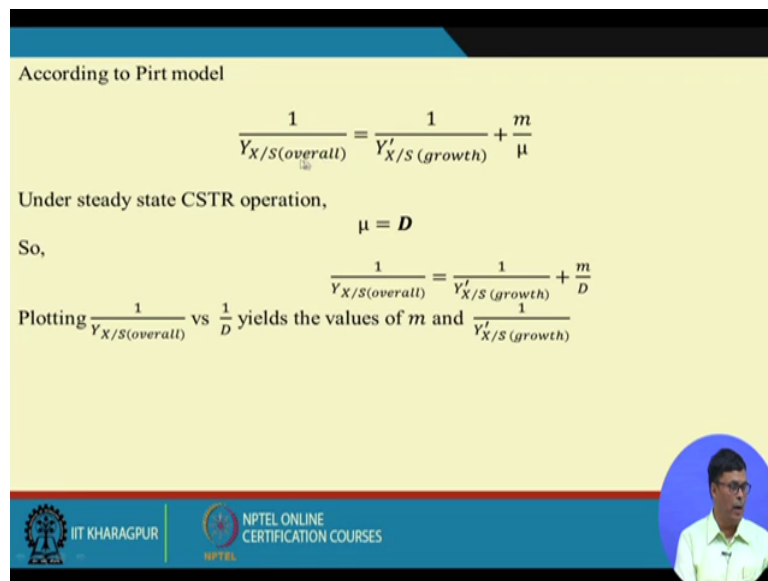 According to Pirt model
1/Y_X/S(overall) = 1/Y′_X/S (growth) + m/μ
Under steady state CSTR operation,
μ = D
So,
1/Y_X/S(overall) = 1/Y′_X/S (growth) + m/D
Plotting 1/Y_X/S(overall) vs 1/D yields the values of m and 1/Y′_X/S (growth)
IIT KHARAGPUR
NPTEL
NPTEL ONLINE
CERTIFICATION COURSES